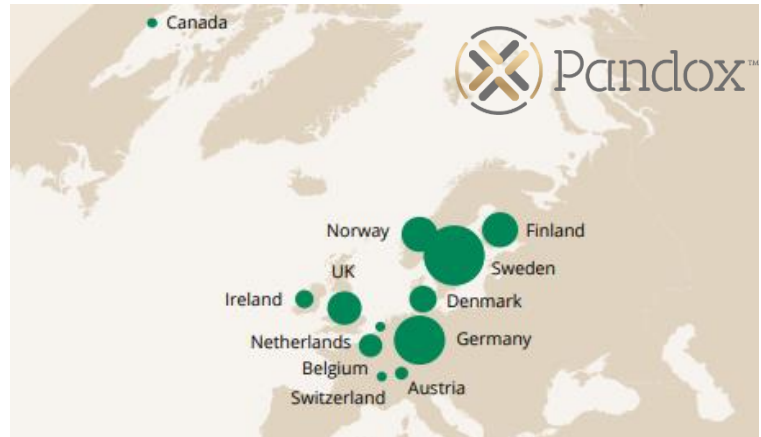 Canada
Pandox™
Norway
Finland
UK
Sweden
Ireland
Denmark
Netherlands
Germany
Belgium
Austria
Switzerland